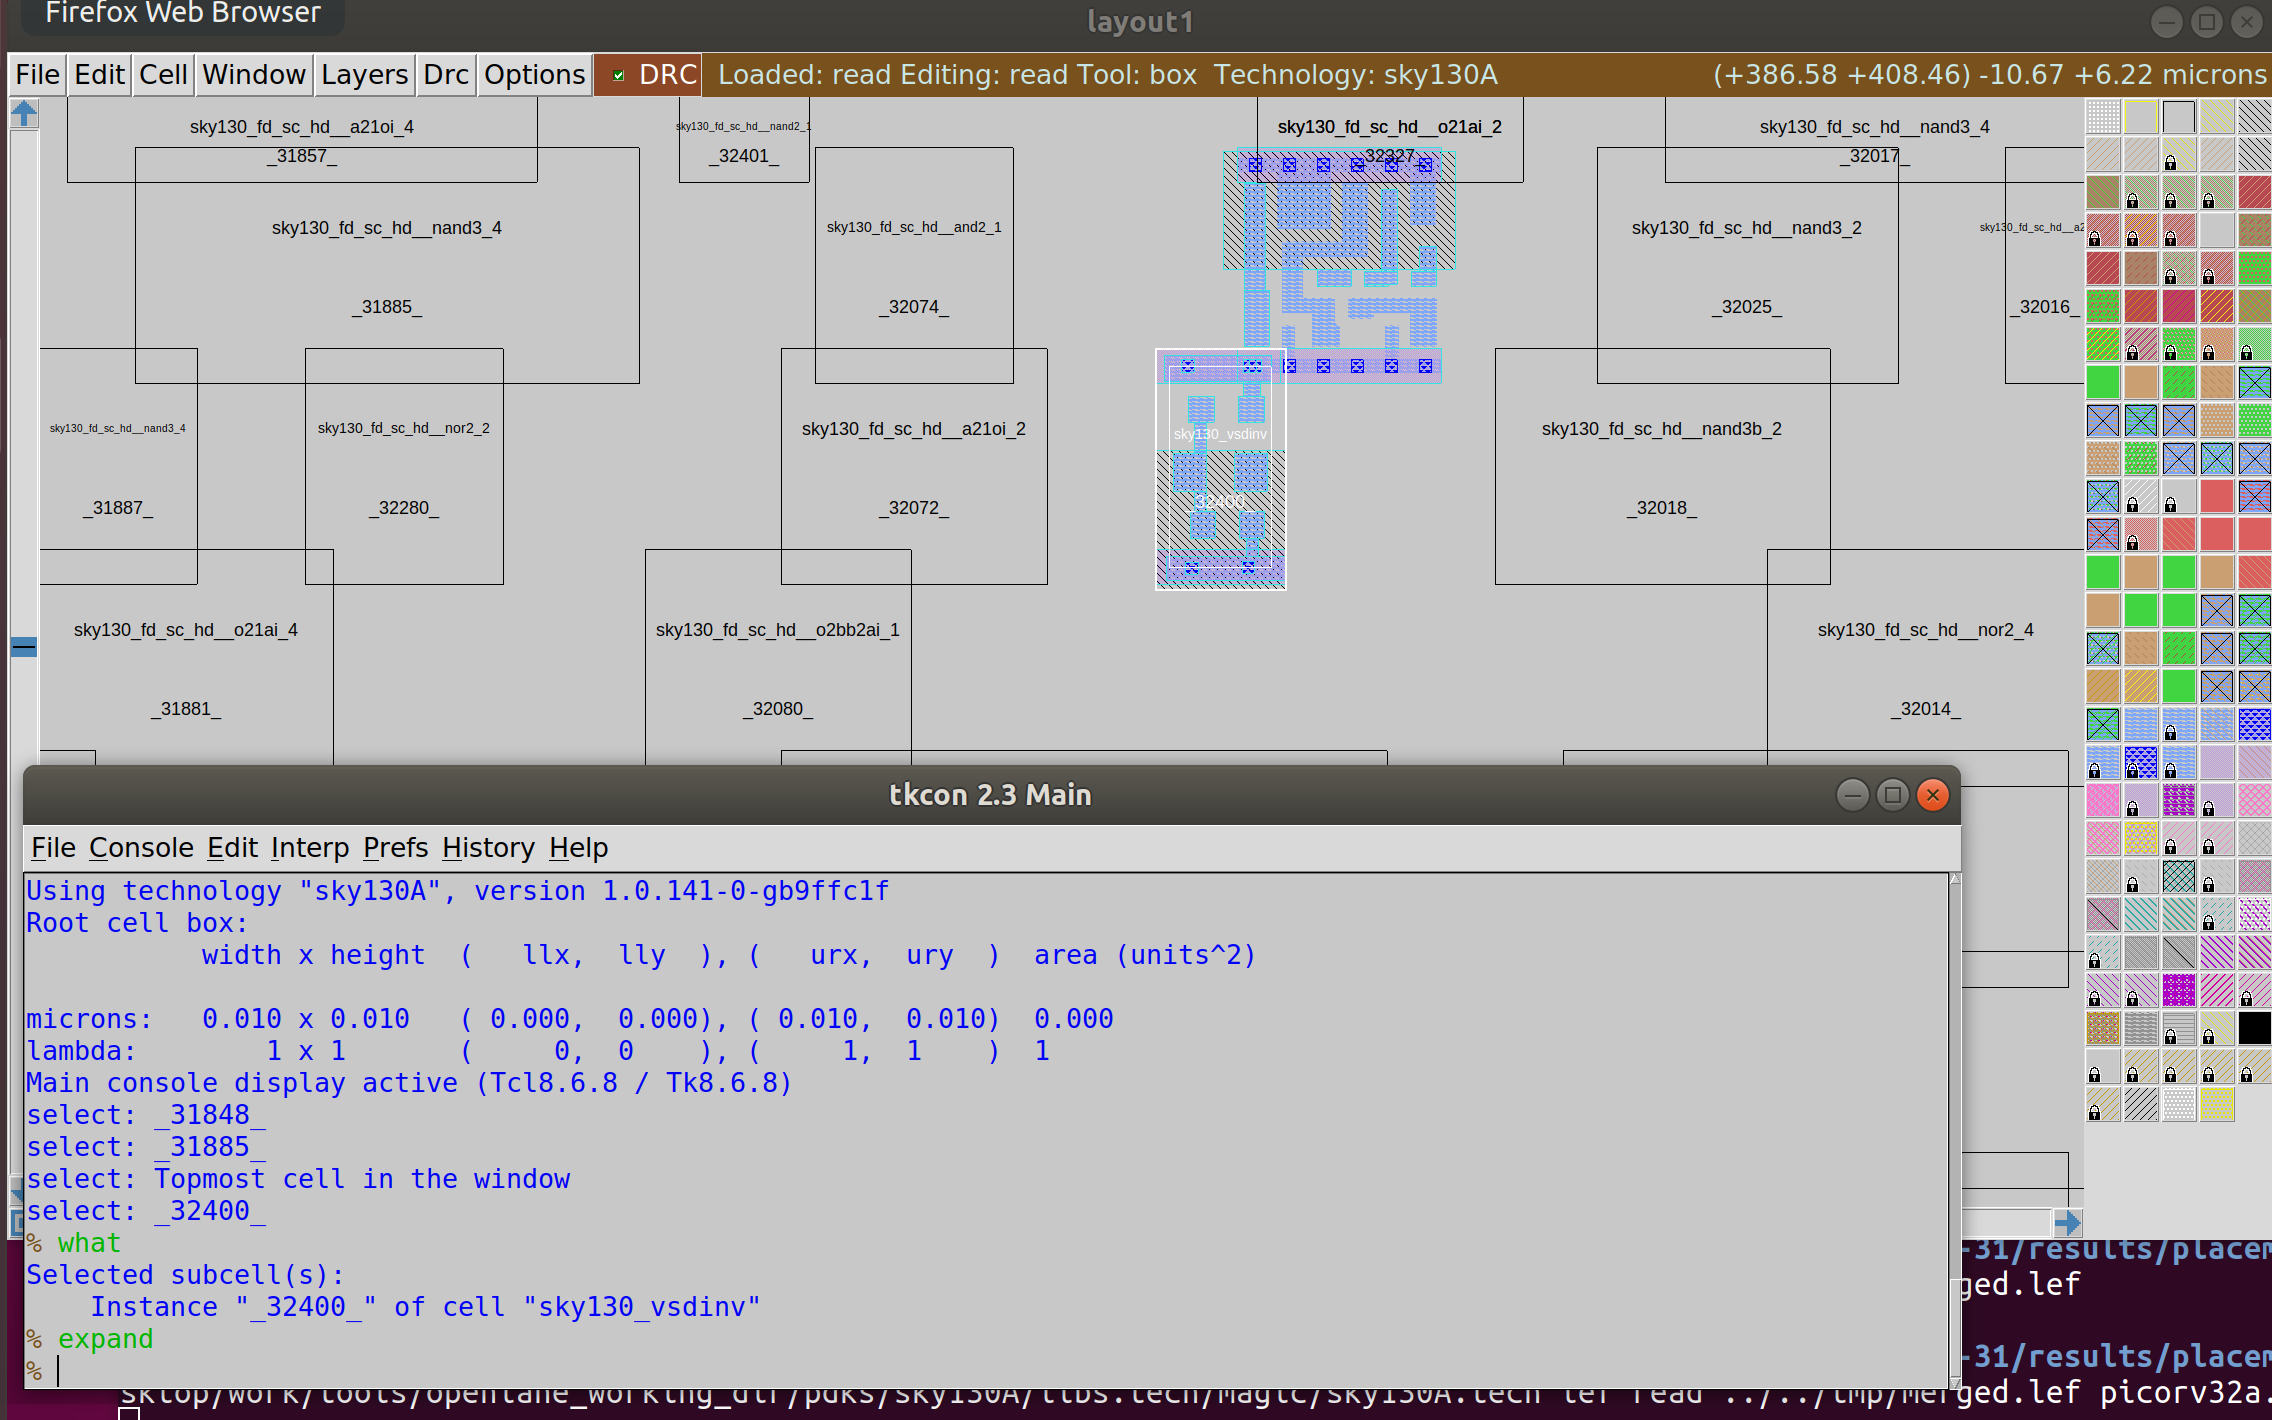 Firefox Web Browser
layout1
File Edit Cell Window Layers Drc Options DRC Loaded: read Editing: read Tool: box Technology: sky130A (+386.58 +408.46) -10.67 +6.22 microns
sky130_fd_sc_hd__a21oi_4
_31857_
sky130_fd_sc_hd__nand2_1
_32401_
sky130_fd_sc_hd__o21ai_2
_32327_
sky130_fd_sc_hd__nand3_4
_32017_
sky130_fd_sc_hd__nand3_4
_31885_
sky130_fd_sc_hd__and2_1
_32074_
sky130_fd_sc_hd__nand3_2
_32025_
sky130_fd_sc_hd__a2
_32016_
sky130_fd_sc_hd__nand3_4
_31887_
sky130_fd_sc_hd__nor2_2
_32280_
sky130_fd_sc_hd__a21oi_2
_32072_
sky130_vsdinv
_32400_
sky130_fd_sc_hd__nand3b_2
_32018_
sky130_fd_sc_hd__o21ai_4
_31881_
sky130_fd_sc_hd__o2bb2ai_1
_32080_
sky130_fd_sc_hd__nor2_4
_32014_
tkcon 2.3 Main
File Console Edit Interp Prefs History Help
Using technology "sky130A", version 1.0.141-0-gb9ffc1f
Root cell box:
width x height ( llx, lly ), ( urx, ury ) area (units^2)
microns: 0.010 x 0.010 ( 0.000, 0.000), ( 0.010, 0.010) 0.000
lambda: 1 x 1 ( 0, 0 ), ( 1, 1 ) 1
Main console display active (Tcl8.6.8 / Tk8.6.8)
select: _31848_
select: _31885_
select: Topmost cell in the window
select: _32400_
% what
Selected subcell(s):
Instance "_32400_" of cell "sky130_vsdinv"
% expand
%
-31/results/placem
ged.lef
-31/results/placem
sktop/work/tools/openlane_working_dir/pdks/sky130A/libs.tech/magic/sky130A.tech lef read ../../tmp/merged.lef picorv32a.